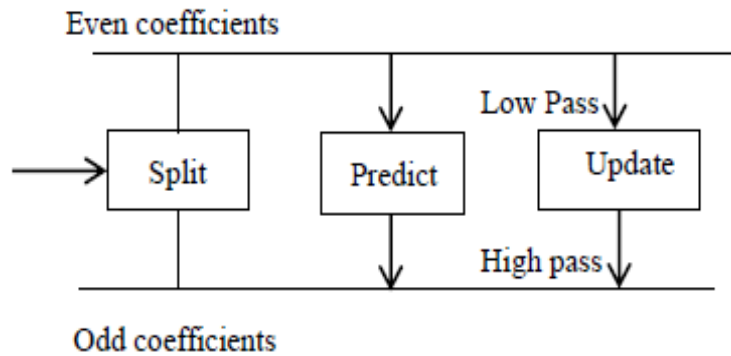 Even coefficients
Low Pass
Split
Predict
Update
High pass
Odd coefficients